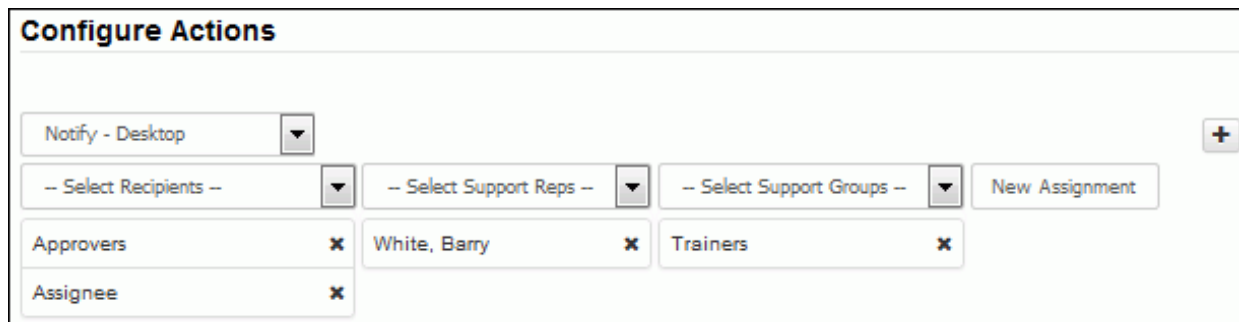 Configure Actions
Notify - Desktop
-- Select Recipients -- -- Select Support Reps -- -- Select Support Groups -- New Assignment
Approvers White, Barry Trainers
Assignee